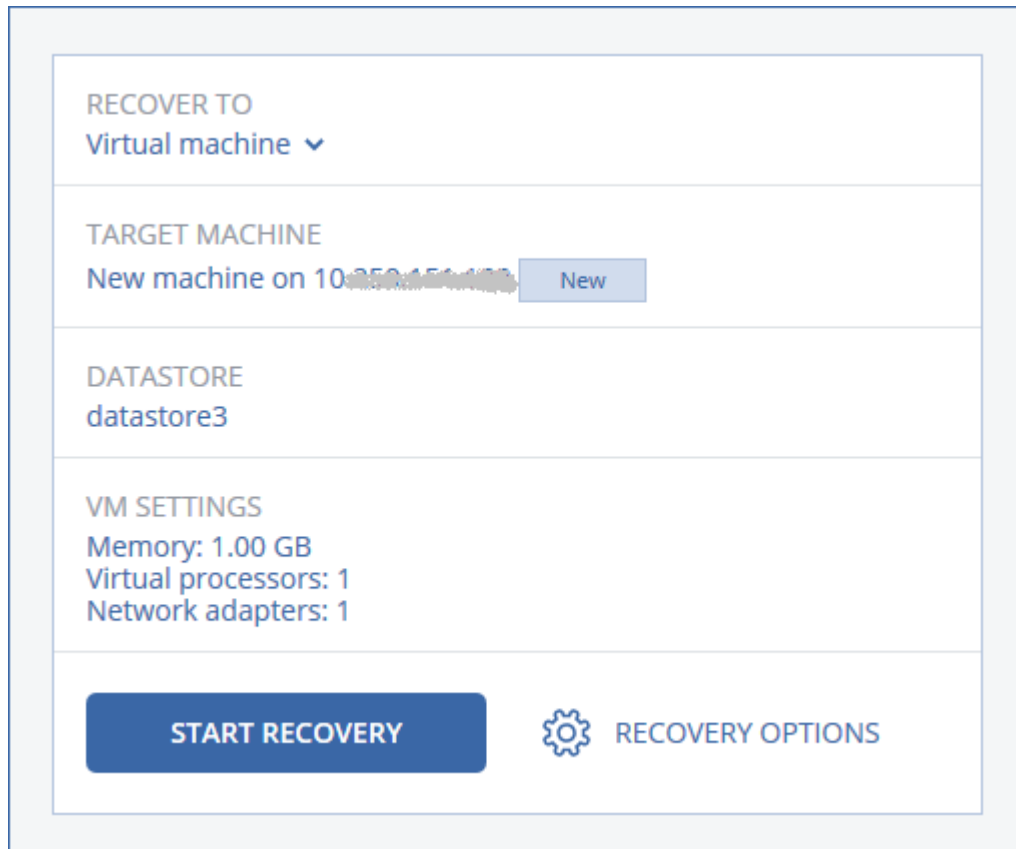 RECOVER TO
Virtual machine
TARGET MACHINE
New machine on 10 New
DATASTORE
datastore3
VM SETTINGS
Memory: 1.00 GB
Virtual processors: 1
Network adapters: 1
START RECOVERY RECOVERY OPTIONS